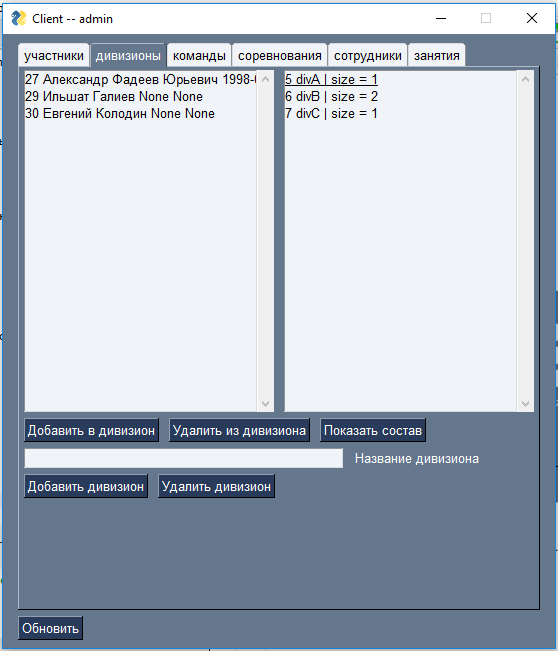 Client -- admin
участники дивизионы команды соревнования сотрудники занятия
27 Александр Фадеев Юрьевич 1998-
29 Ильшат Галиев None None
30 Евгений Колодин None None
5 divA | size = 1
6 divB | size = 2
7 divC | size = 1
Добавить в дивизион Удалить из дивизиона Показать состав
Название дивизиона
Добавить дивизион Удалить дивизион
Обновить